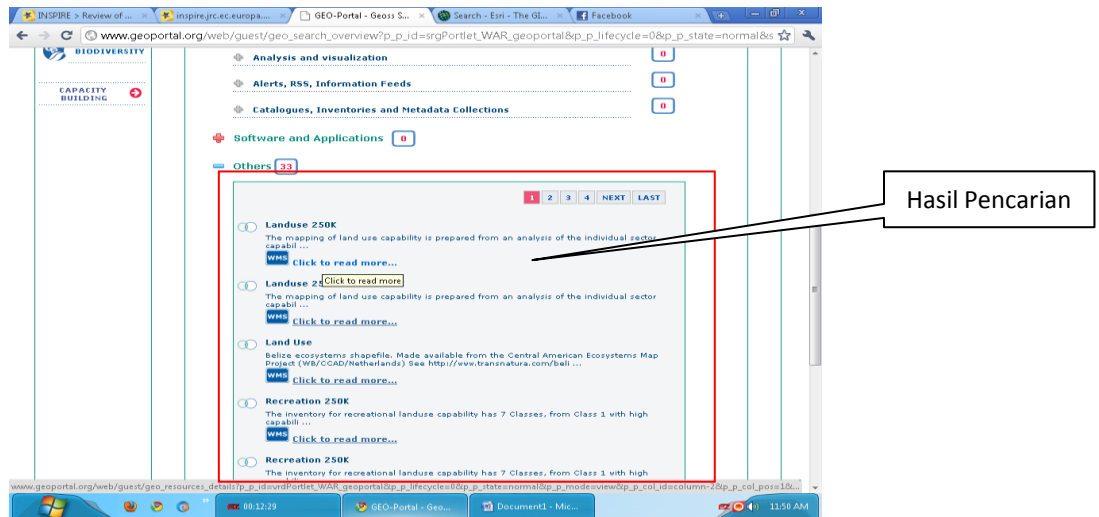 INSPIRE > Review of ...
inspire.jrc.ec.europa....
GEO-Portal - Geoss S...
Search - Esri - The GI...
Facebook
www.geoportal.org/web/guest/geo_search_overview?p_p_id=srgPortlet_WAR_geoportal&p_p_lifecycle=0&p_p_state=normal&s
BIODIVERSITY
CAPACITY
BUILDING
Analysis and visualization 0
Alerts, RSS, Information Feeds 0
Catalogues, Inventories and Metadata Collections 0
Software and Applications 0
Others 33
1 2 3 4 NEXT LAST
Landuse 250K
The mapping of land use capability is prepared from an analysis of the individual sector
capabil ...
WMS Click to read more...
Click to read more
Landuse 25
The mapping of land use capability is prepared from an analysis of the individual sector
capabil ...
WMS Click to read more...
Land Use
Belize ecosystems shapefile. Made available from the Central American Ecosystems Map
Project (WB/CCAD/Netherlands) See http://www.transnatura.com/beli ...
WMS Click to read more...
Recreation 250K
The inventory for recreational landuse capability has 7 Classes, from Class 1 with high
capabili ...
WMS Click to read more...
Recreation 250K
The inventory for recreational landuse capability has 7 Classes, from Class 1 with high
Hasil Pencarian
www.geoportal.org/web/guest/geo_resources_details?p_p_id=vrdPortlet_WAR_geoportal&p_p_lifecycle=0&p_p_state=normal&p_p_mode=view&p_p_col_id=column-2&p_p_col_pos=1&...
00:12:29
GEO-Portal - Geo...
Document1 - Mic...
11:50 AM